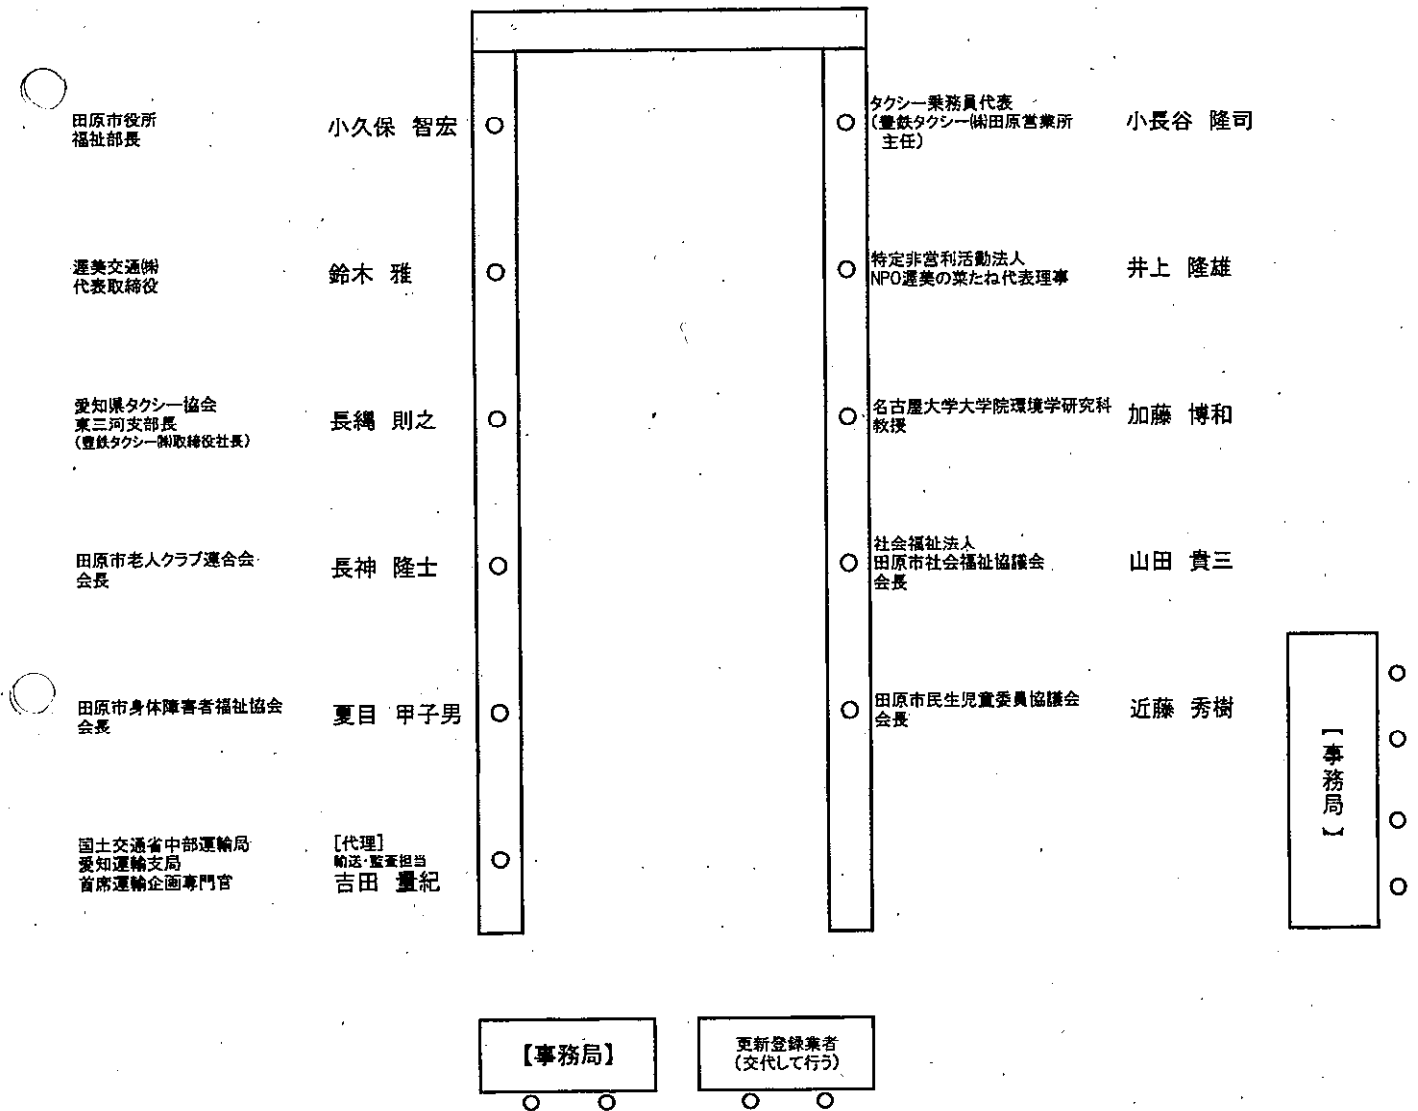 田原市役所
福祉部長
小久保 智宏
タクシー乗務員代表
(豊鉄タクシー㈱田原営業所
主任)
小長谷 隆司
渥美交通㈱
代表取締役
鈴木 雅
特定非営利活動法人
NPO渥美の菜たね代表理事
井上 隆雄
愛知県タクシー協会
東三河支部長
(豊鉄タクシー㈱取締役社長)
長縄 則之
名古屋大学大学院環境学研究科
教授
加藤 博和
田原市老人クラブ連合会
会長
長神 隆士
社会福祉法人
田原市社会福祉協議会
会長
山田 貴三
田原市身体障害者福祉協会
会長
夏目 甲子男
田原市民生児童委員協議会
会長
近藤 秀樹
【事務局】
国土交通省中部運輸局
愛知運輸支局
首席運輸企画専門官
[代理]
輸送・監査担当
吉田 量紀
【事務局】
更新登録業者
(交代して行う)